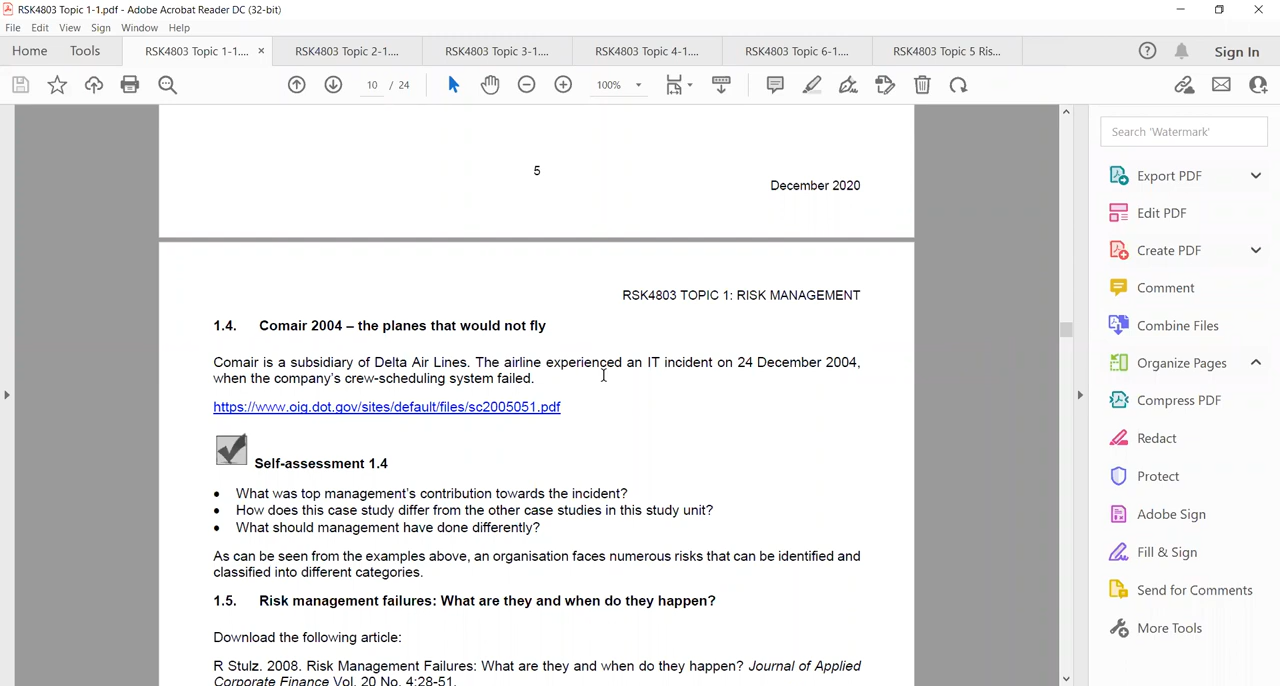 RSK4803 Topic 1-1.pdf - Adobe Acrobat Reader DC (32-bit)
File Edit View Sign Window Help
Home Tools RSK4803 Topic 1-1.... × RSK4803 Topic 2-1.... RSK4803 Topic 3-1.... RSK4803 Topic 4-1.... RSK4803 Topic 6-1.... RSK4803 Topic 5 Ris... Sign In
10 / 24 100%
5
December 2020
RSK4803 TOPIC 1: RISK MANAGEMENT
1.4. Comair 2004 – the planes that would not fly
Comair is a subsidiary of Delta Air Lines. The airline experienced an IT incident on 24 December 2004,
when the company's crew-scheduling system failed.
https://www.oig.dot.gov/sites/default/files/sc2005051.pdf
Self-assessment 1.4
• What was top management's contribution towards the incident?
• How does this case study differ from the other case studies in this study unit?
• What should management have done differently?
As can be seen from the examples above, an organisation faces numerous risks that can be identified and
classified into different categories.
1.5. Risk management failures: What are they and when do they happen?
Download the following article:
R Stulz. 2008. Risk Management Failures: What are they and when do they happen? Journal of Applied
Corporate Finance Vol. 20 No. 4:28-51.
Search 'Watermark'
Export PDF
Edit PDF
Create PDF
Comment
Combine Files
Organize Pages
Compress PDF
Redact
Protect
Adobe Sign
Fill & Sign
Send for Comments
More Tools